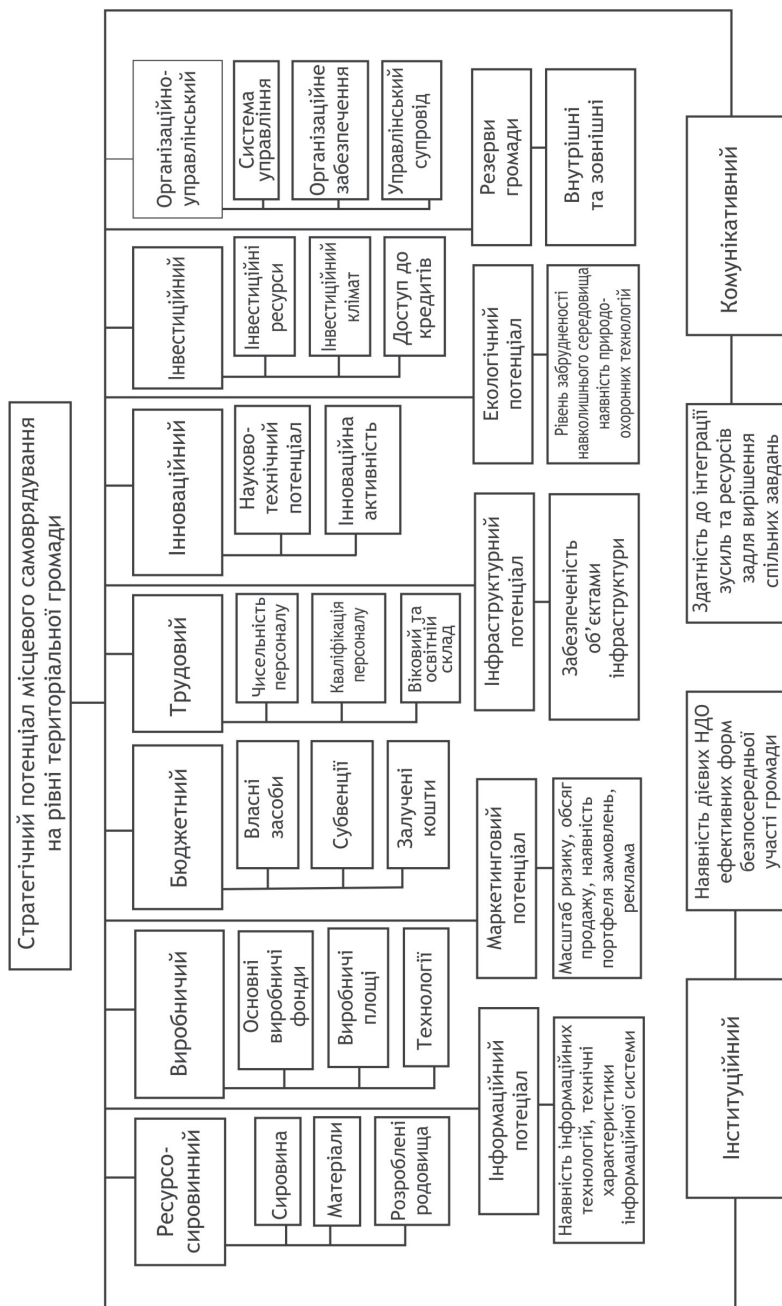 Стратегічний потенціал місцевого самоврядування
на рівні територіальної громади
Ресурсо-
сировинний
Сировина
Матеріали
Розроблені
родовища
Виробничий
Основні
виробничі
фонди
Виробничі
площі
Технології
Бюджетний
Власні
засоби
Субвенції
Залучені
кошти
Трудовий
Чисельність
персоналу
Кваліфікація
персоналу
Віковий та
освітній
склад
Інноваційний
Науково-
технічний
потенціал
Інноваційна
активність
Інвестиційний
Інвестиційні
ресурси
Інвестиційний
клімат
Доступ до
кредитів
Організаційно-
управлінський
Система
управління
Організаційне
забезпечення
Управлінський
супровід
Інформаційний
потеціал
Наявність інформаційних
технологій, технічні
характеристики
інформаційної системи
Маркетинговий
потенціал
Масштаб ризику, обсяг
продажу, наявність
портфеля замовлень,
реклама
Інфраструктурний
потенціал
Забезпеченість
об’єктами
інфраструктури
Екологічний
потенціал
Рівень забрудненості
навколишнього середовища
наявність природо-
охоронних технологій
Резерви
громади
Внутрішні
та зовнішні
Інституційний
Наявність дієвих НДО
ефективних форм
безпосередньої
участі громади
Здатність до інтеграції
зусиль та ресурсів
задля вирішення
спільних завдань
Комунікативний